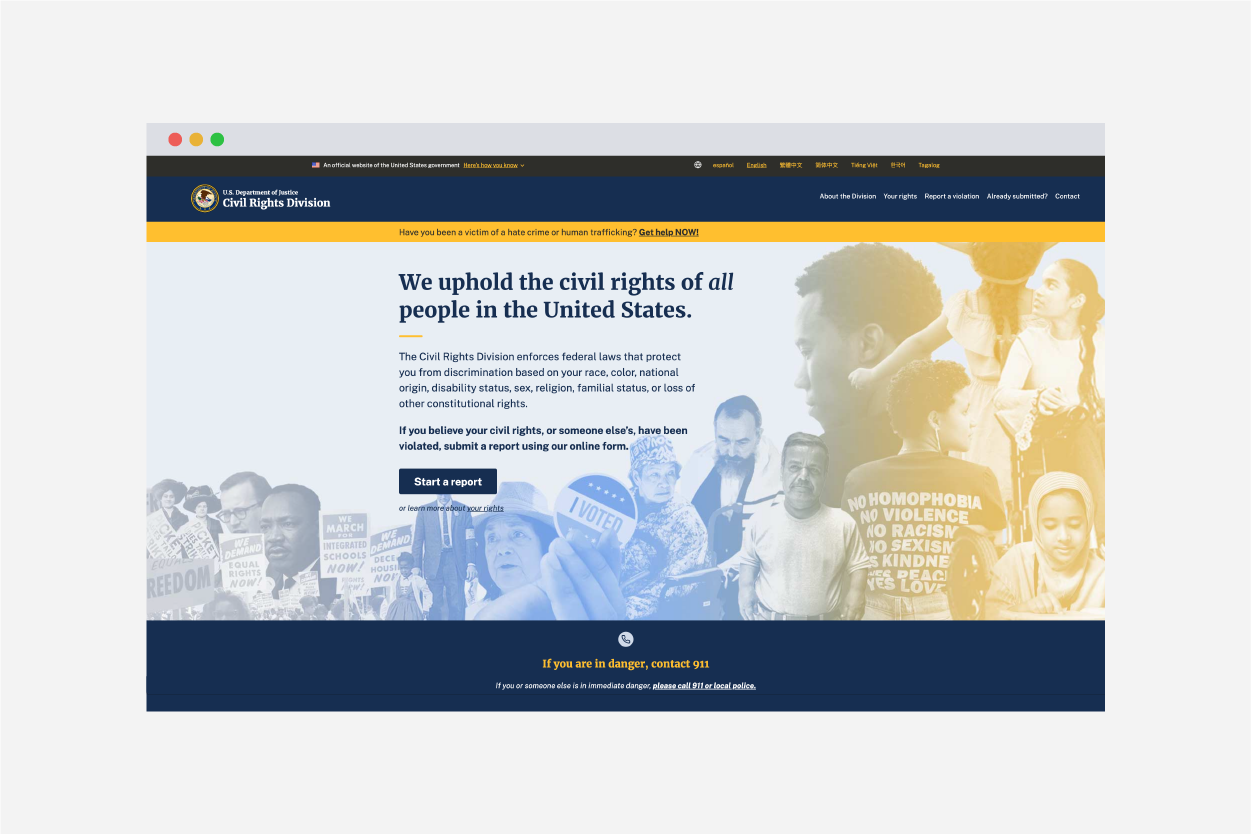 An official website of the United States government Here's how you know
español English 繁體中文 简体中文 Tiếng Việt 한국어 Tagalog
U.S. Department of Justice
Civil Rights Division
About the Division Your rights Report a violation Already submitted? Contact
Have you been a victim of a hate crime or human trafficking? Get help NOW!
We uphold the civil rights of all
people in the United States.
The Civil Rights Division enforces federal laws that protect
you from discrimination based on your race, color, national
origin, disability status, sex, religion, familial status, or loss of
other constitutional rights.
If you believe your civil rights, or someone else's, have been
violated, submit a report using our online form.
Start a report
or learn more about your rights
EQUAL
FREEDOM
WE
DEMAND
EQUAL
RIGHTS
NOW!
WE
MARCH
FOR
INTEGRATED
SCHOOLS
NOW!
WE
DEMAND
HOUSING
NOW!
I VOTED
NO HOMOPHOBIA
NO VIOLENCE
NO RACISM
NO SEXISM
YES PEACE
YES LOVE
If you are in danger, contact 911
If you or someone else is in immediate danger, please call 911 or local police.